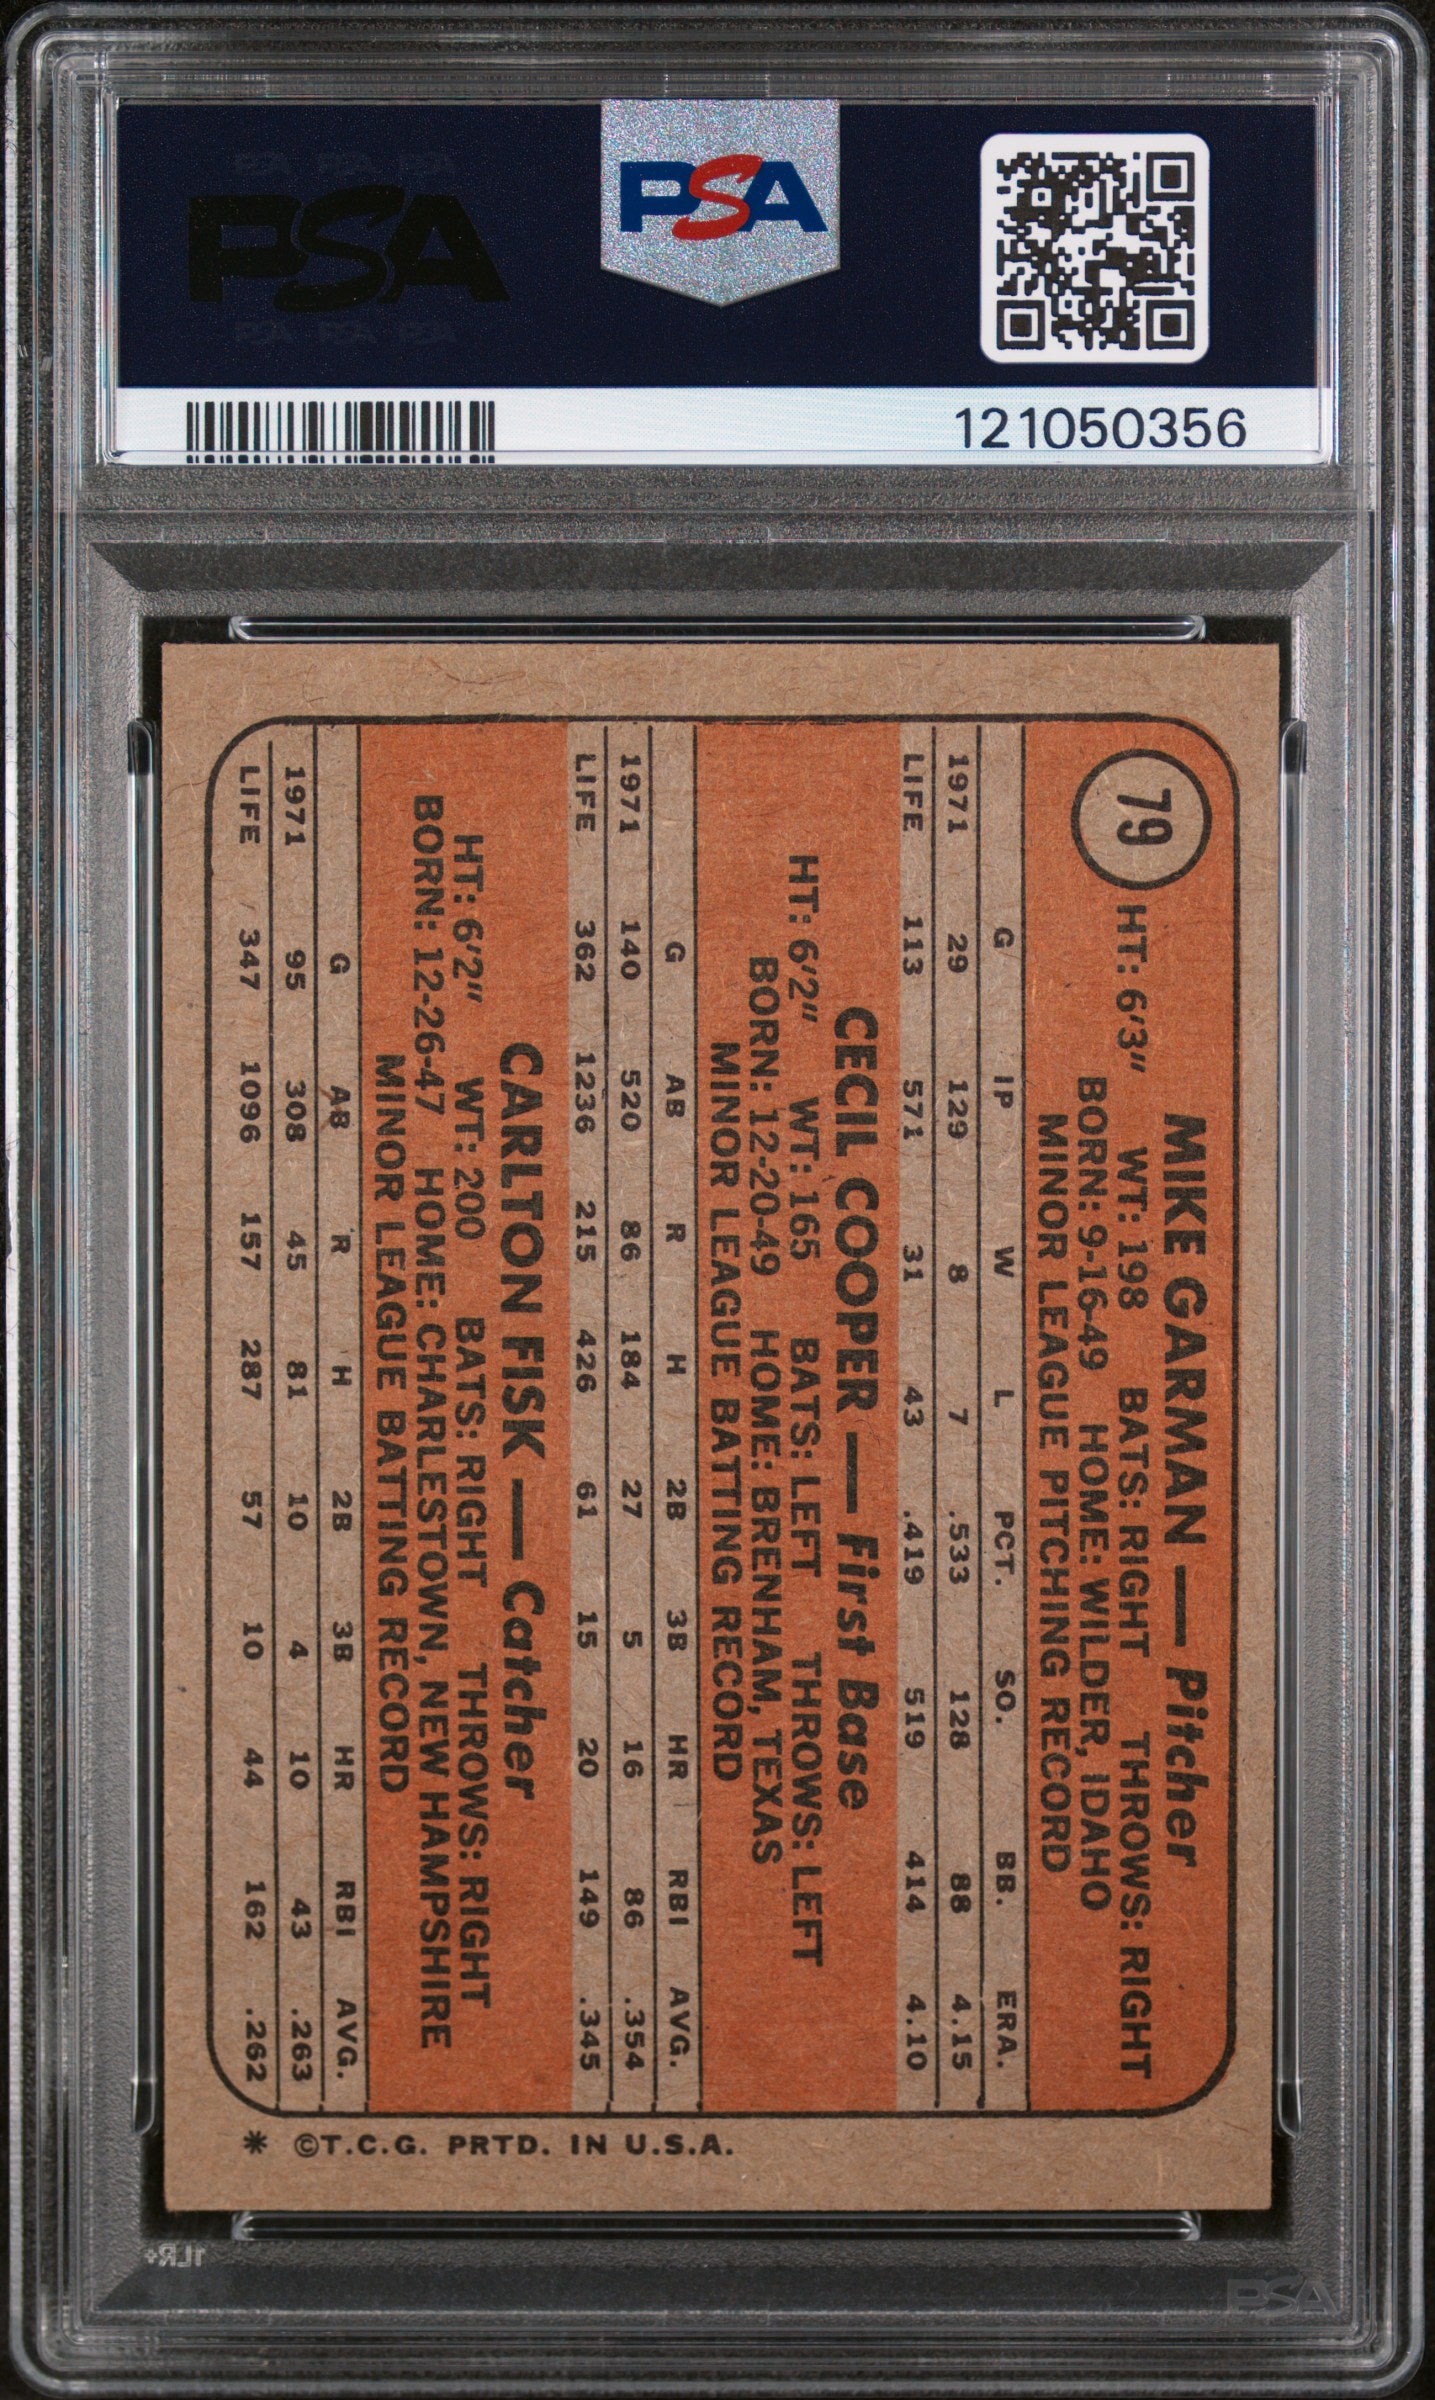 PSA PSA PSA
PSA
PSA PSA PSA
PSA
121050356
79
MIKE GARMAN — Pitcher
HT: 6'3" WT: 198 BATS: RIGHT THROWS: RIGHT
BORN: 9-16-49 HOME: WILDER, IDAHO
MINOR LEAGUE PITCHING RECORD
G IP W L PCT. SO. BB. ERA.
1971 29 129 8 7 .533 128 88 4.15
LIFE 113 571 31 43 .419 519 414 4.10
CECIL COOPER — First Base
HT: 6'2" WT: 165 BATS: LEFT THROWS: LEFT
BORN: 12-20-49 HOME: BRENHAM, TEXAS
MINOR LEAGUE BATTING RECORD
G AB R H 2B 3B HR RBI AVG.
1971 140 520 86 184 27 5 16 86 .354
LIFE 362 1236 215 426 61 15 20 149 .345
CARLTON FISK — Catcher
HT: 6'2" WT: 200 BATS: RIGHT THROWS: RIGHT
BORN: 12-26-47 HOME: CHARLESTOWN, NEW HAMPSHIRE
MINOR LEAGUE BATTING RECORD
G AB R H 2B 3B HR RBI AVG.
1971 95 308 45 81 10 4 10 43 .263
LIFE 347 1096 157 287 57 10 44 162 .262
* ©T.C.G. PRTD. IN U.S.A.
1LR+
PSA